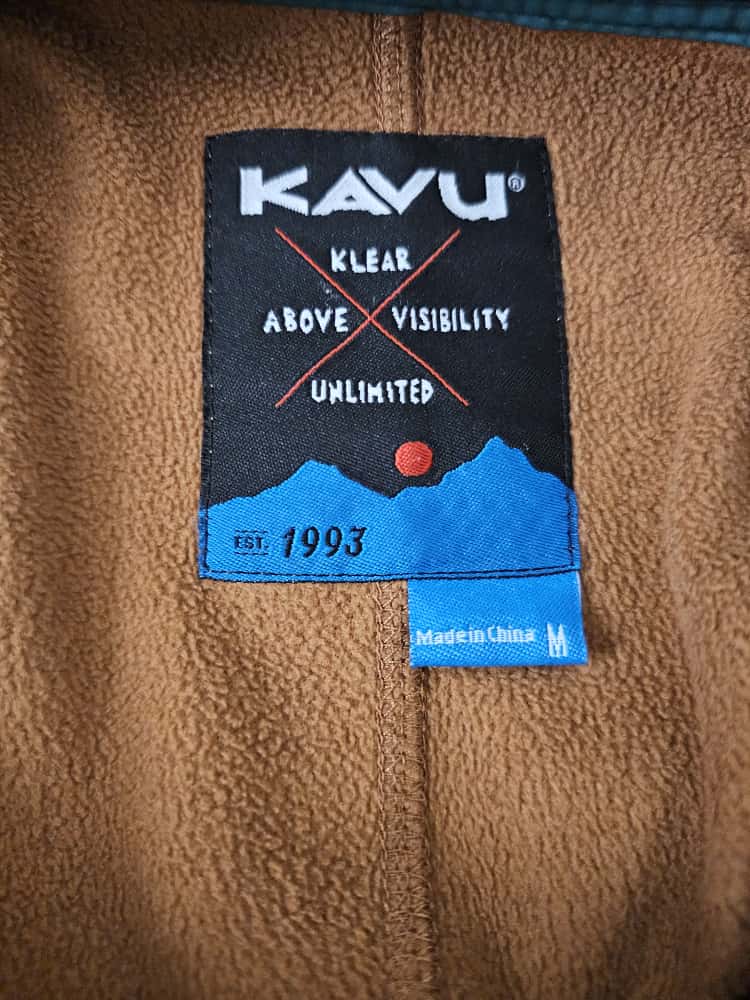 KAVU®
KLEAR
ABOVE VISIBILITY
UNLIMITED
EST. 1993
Made in China M